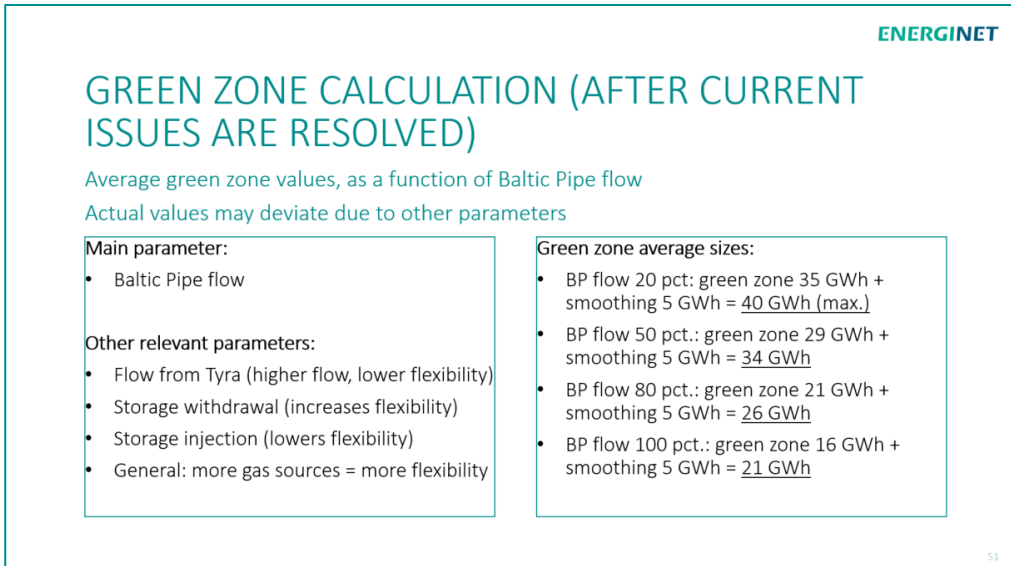 ENERGINET
GREEN ZONE CALCULATION (AFTER CURRENT
ISSUES ARE RESOLVED)
Average green zone values, as a function of Baltic Pipe flow
Actual values may deviate due to other parameters
Main parameter:
• Baltic Pipe flow
Other relevant parameters:
• Flow from Tyra (higher flow, lower flexibility)
• Storage withdrawal (increases flexibility)
• Storage injection (lowers flexibility)
• General: more gas sources = more flexibility
Green zone average sizes:
• BP flow 20 pct: green zone 35 GWh +
smoothing 5 GWh = 40 GWh (max.)
• BP flow 50 pct.: green zone 29 GWh +
smoothing 5 GWh = 34 GWh
• BP flow 80 pct.: green zone 21 GWh +
smoothing 5 GWh = 26 GWh
• BP flow 100 pct.: green zone 16 GWh +
smoothing 5 GWh = 21 GWh
51